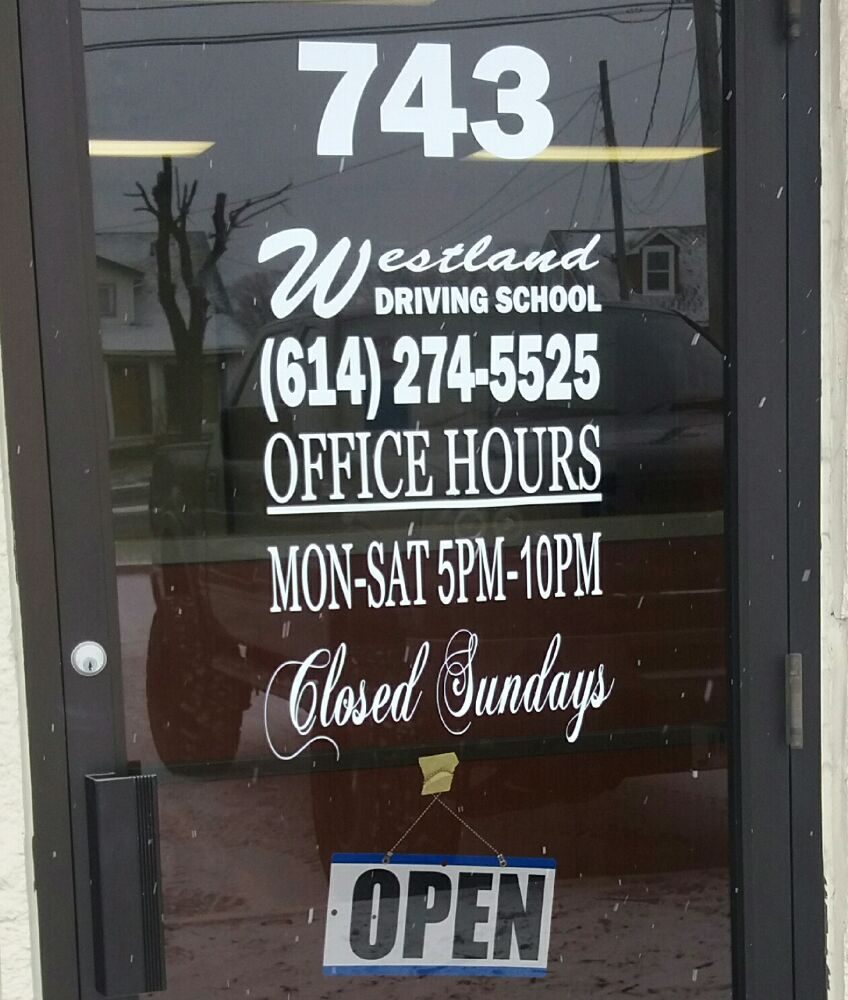 743
Westland
DRIVING SCHOOL
(614) 274-5525
OFFICE HOURS
MON-SAT 5PM-10PM
Closed Sundays
OPEN